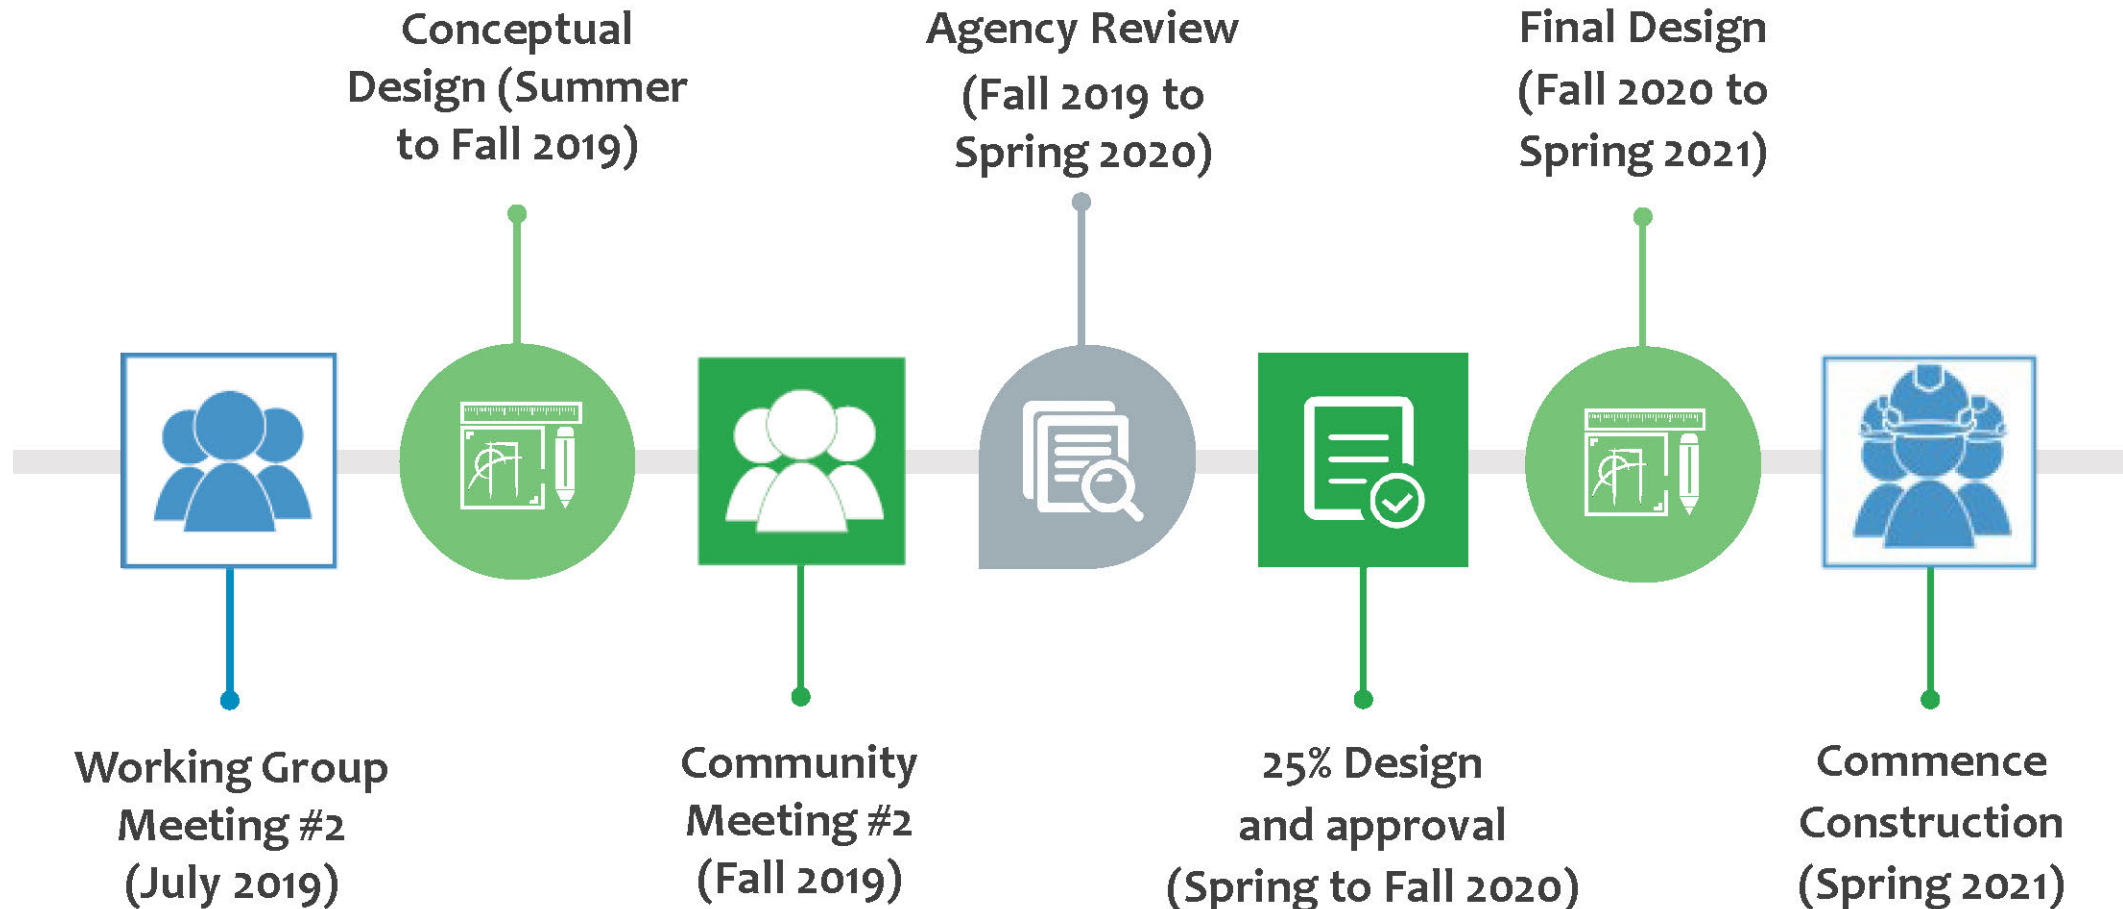 Conceptual
Design (Summer
to Fall 2019)
Agency Review
(Fall 2019 to
Spring 2020)
Final Design
(Fall 2020 to
Spring 2021)
Working Group
Meeting #2
(July 2019)
Community
Meeting #2
(Fall 2019)
25% Design
and approval
(Spring to Fall 2020)
Commence
Construction
(Spring 2021)